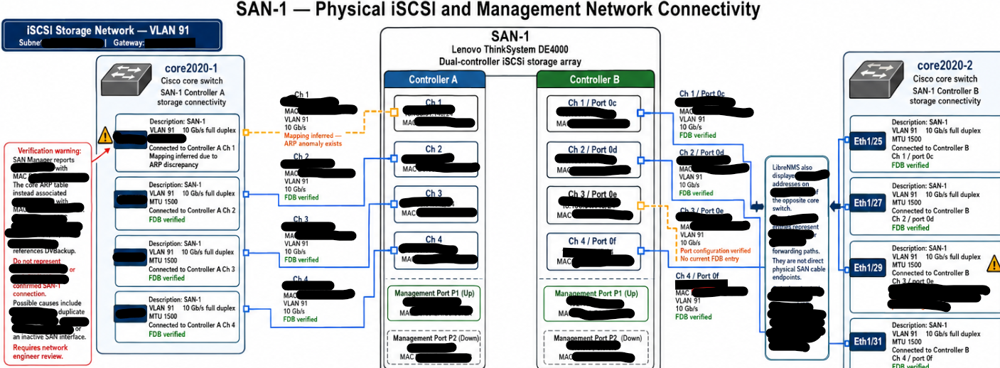 SAN-1 — Physical iSCSI and Management Network Connectivity
iSCSI Storage Network — VLAN 91
| Gateway:
core2020-1
Cisco core switch
SAN-1 Controller A
storage connectivity
Description: SAN-1
VLAN 91 10 Gb/s full duplex
Connected to Controller A Ch 1
Mapping inferred due to
ARP discrepancy
Description: SAN-1
VLAN 91 10 Gb/s full duplex
MTU 1500
Connected to Controller A Ch 2
FDB verified
Description: SAN-1
VLAN 91 10 Gb/s full duplex
MTU 1500
Connected to Controller A Ch 3
FDB verified
Description: SAN-1
VLAN 91 10 Gb/s full duplex
MTU 1500
Connected to Controller A Ch 4
FDB verified
Verification warning:
SAN Manager reports
with
MAC
The core ARP table
instead associated
with
references DVBackup.
Do not represent
or
confirmed SAN-1
connection.
Possible causes include
duplicate
or
an inactive SAN interface.
Requires network
engineer review.
Ch 1
MAC
VLAN 91
10 Gb/s
Mapping inferred —
ARP anomaly exists
Ch 2
VLAN 91
10 Gb/s
FDB verified
Ch 3
VLAN 91
10 Gb/s
FDB verified
Ch 4
VLAN 91
10 Gb/s
FDB verified
SAN-1
Lenovo ThinkSystem DE4000
Dual-controller iSCSI storage array
Controller A
Ch 1
Ch 2
Ch 3
Ch 4
Management Port P1 (Up)
MAC
Management Port P2 (Down)
MAC
Controller B
Ch 1 / Port 0c
Ch 2 / Port 0d
Ch 3 / Port 0e
Ch 4 / Port 0f
Management Port P1 (Up)
Management Port P2 (Down)
MAC
Ch 1 / Port 0c
VLAN 91
10 Gb/s
FDB verified
Ch 2 / Port 0d
VLAN 91
10 Gb/s
FDB verified
Ch 3 / Port 0e
VLAN 91
10 Gb/s
Port configuration verified
No current FDB entry
Ch 4 / Port 0f
MAC
VLAN 91
10 Gb/s
FDB verified
LibreNMS also
addresses on
of
the opposite core
switch.
entries represent
forwarding paths.
They are not direct
physical SAN cable
endpoints.
core2020-2
Cisco core switch
SAN-1 Controller B
storage connectivity
Eth1/25
Description: SAN-1
VLAN 91 10 Gb/s full duplex
MTU 1500
Connected to Controller B
Ch 1 / port 0c
FDB verified
Eth1/27
Description: SAN-1
VLAN 91 10 Gb/s full duplex
MTU 1500
Connected to Controller B
Ch 2 / port 0d
FDB verified
Eth1/29
Description: SAN-1
VLAN 91 10 Gb/s full duplex
MTU 1500
Connected to Controller B
Ch 3 / port 0e
Eth1/31
Description: SAN-1
VLAN 91 10 Gb/s full duplex
MTU 1500
Connected to Controller B
Ch 4 / port 0f
FDB verified